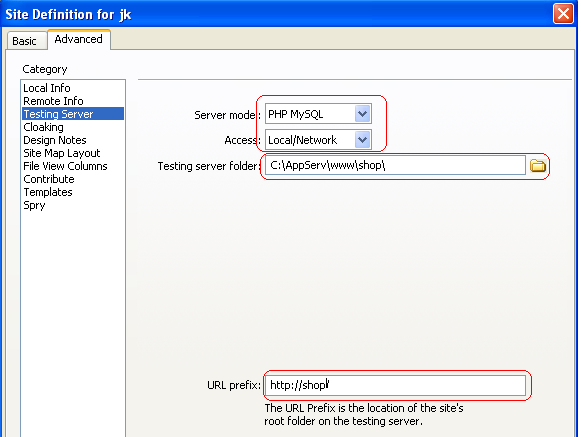 Site Definition for jk
Basic
Advanced
Category
Local Info
Remote Info
Testing Server
Cloaking
Design Notes
Site Map Layout
File View Columns
Contribute
Templates
Spry
Server mode: PHP MySQL
Access: Local/Network
Testing server folder: C:\AppServ\www\shop\
URL prefix: http://shop/
The URL Prefix is the location of the site's
root folder on the testing server.